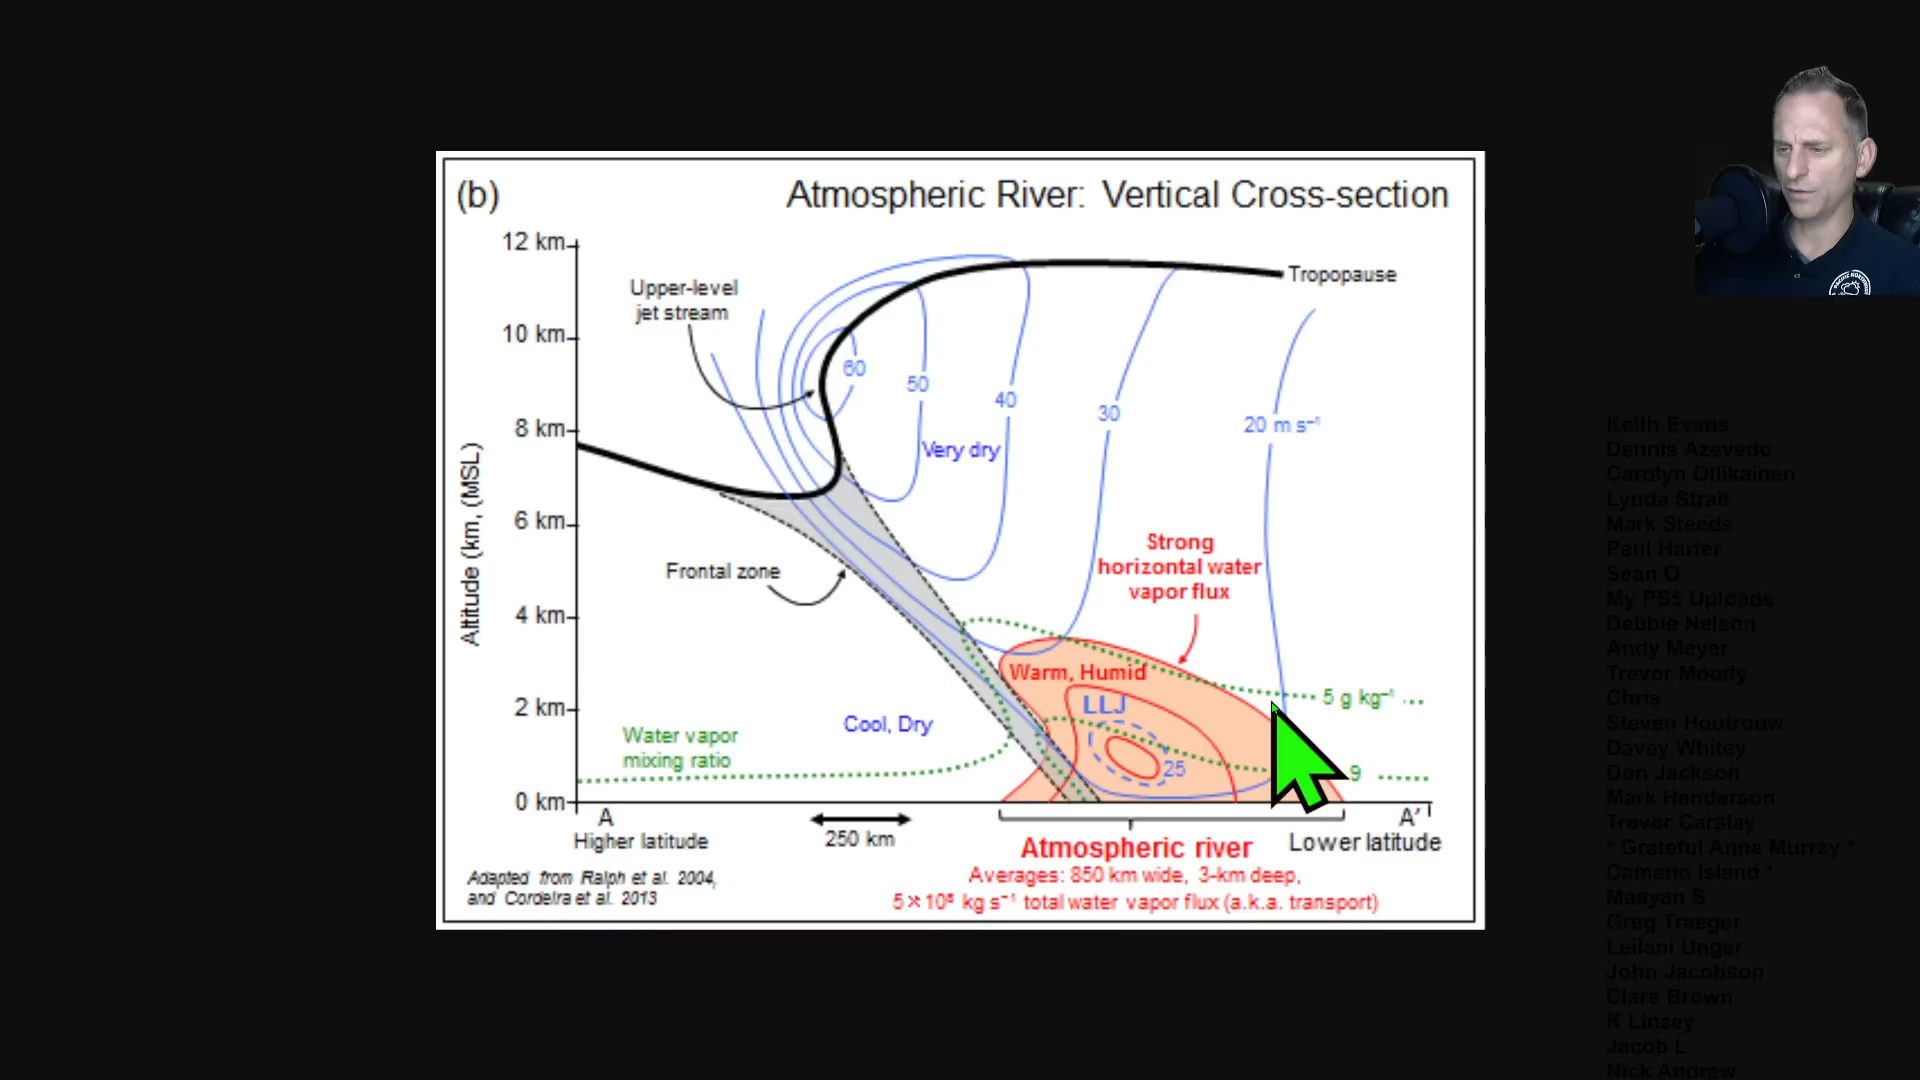 (b)
Atmospheric River: Vertical Cross-section
12 km
10 km
8 km
6 km
4 km
2 km
0 km
Altitude (km, (MSL)
Upper-level
jet stream
Tropopause
60
50
40
30
20 m s⁻¹
Very dry
Frontal zone
Strong
horizontal water
vapor flux
Warm, Humid
LLJ
25
5 g kg⁻¹
9
Cool, Dry
Water vapor
mixing ratio
A
A'
Higher latitude
250 km
Lower latitude
Atmospheric river
Averages: 850 km wide, 3-km deep,
5 × 10⁸ kg s⁻¹ total water vapor flux (a.k.a. transport)
Adapted from Ralph et al. 2004,
and Cordeira et al. 2013
Keith Evans
Dennis Azevedo
Carolyn Ollikainen
Lynda Strait
Mark Steeds
Paul Harter
Sean O
My PS5 Uploads
Debbie Nelson
Andy Meyer
Trevor Moody
Chris
Steven Houtrouw
Davey Whitey
Don Jackson
Mark Henderson
Trevor Carslay
* Grateful Anne Murray *
Camano Island *
Maayan S
Greg Traeger
Leilani Unger
John Jacobson
Clare Brown
K Linzey
Jacob L
Nick Andrew